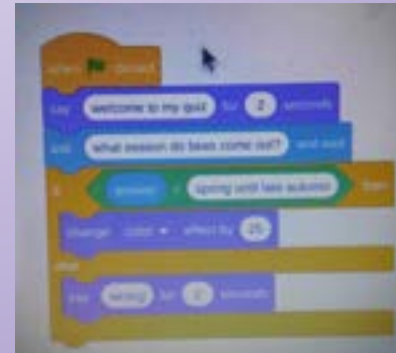 when clicked
say welcome to my quiz for 2 seconds
ask what season do bees come out? and wait
if answer = spring until late autumn then
change color effect by 25
else
say wrong for 2 seconds